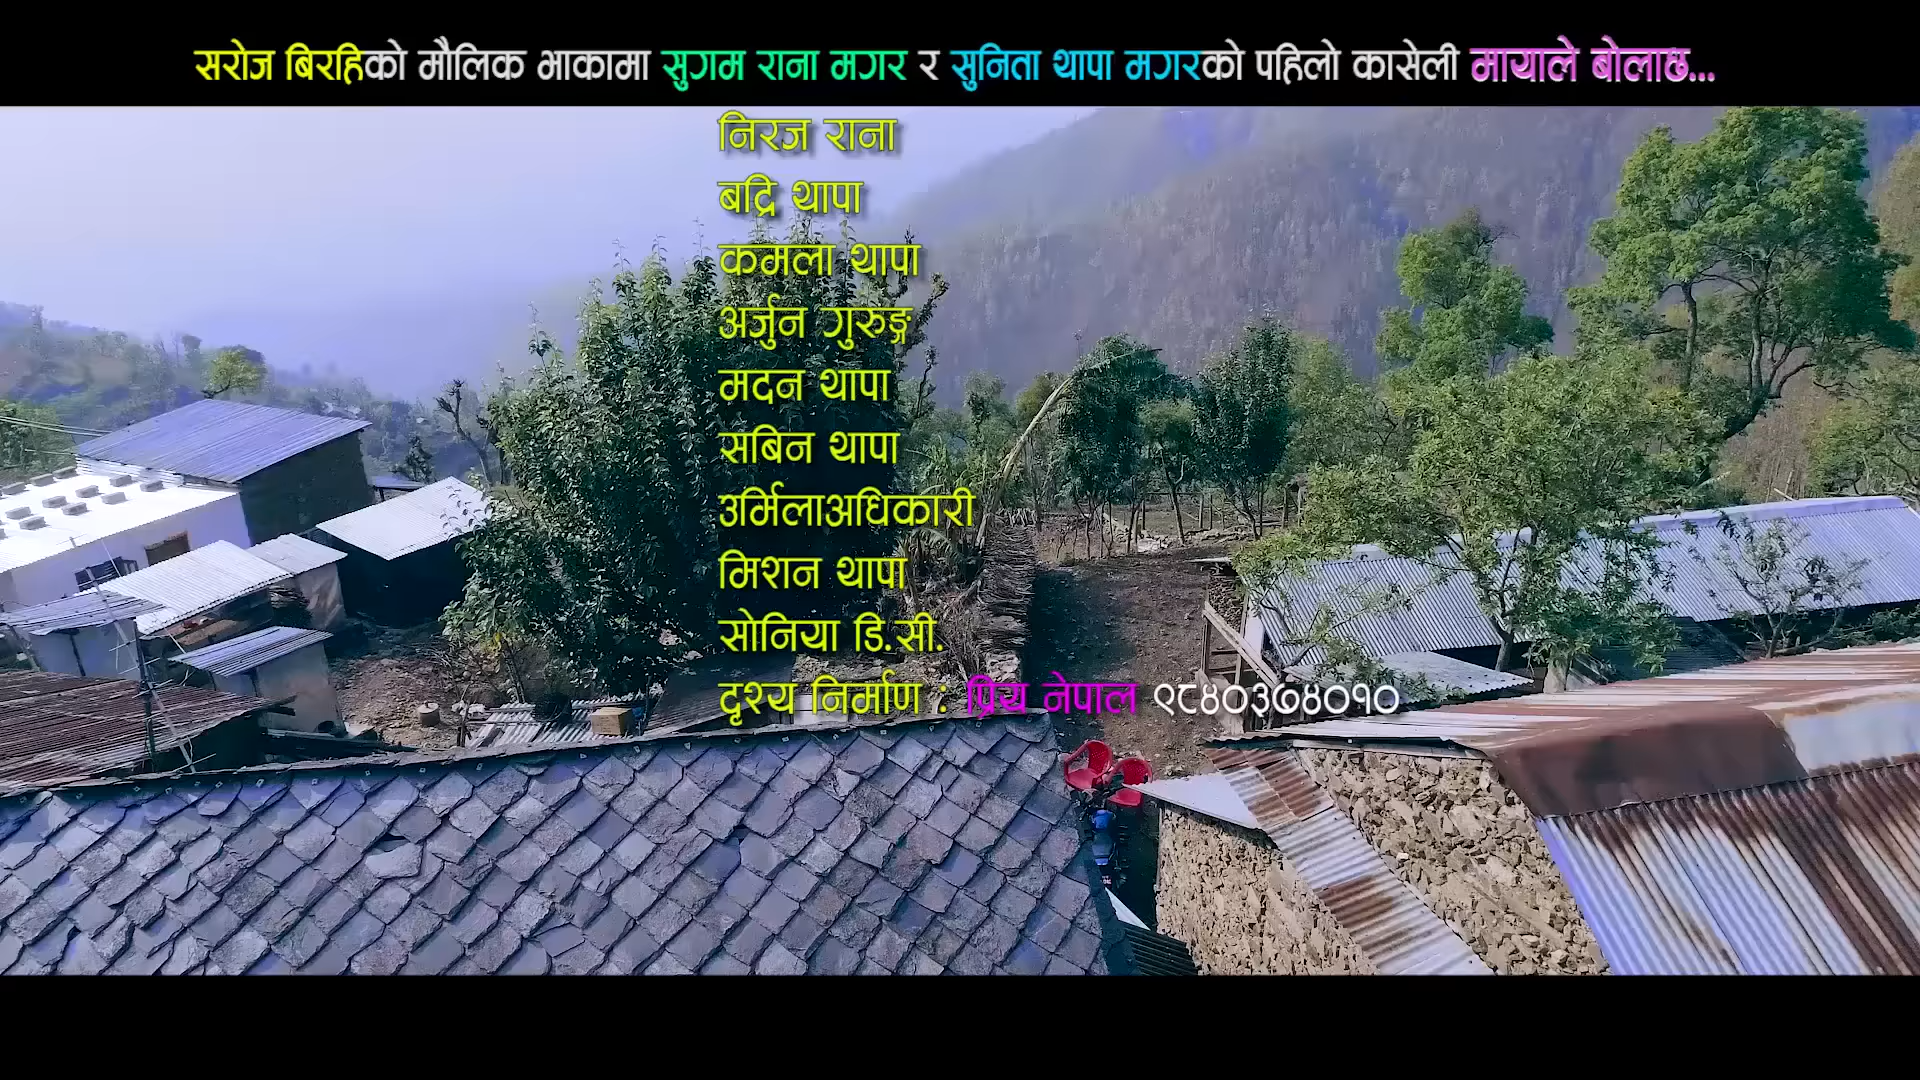 सरोज बिरहिको मौलिक भाकामा सुगम राना मगर र सुनिता थापा मगरको पहिलो कासेली मायाले बोलाछ...
निरज राना
बद्रि थापा
कमला थापा
अर्जुन गुरुङ्ग
मदन थापा
सबिन थापा
उर्मिलाअधिकारी
मिशन थापा
सोनिया डि.सी.
दृश्य निर्माण : प्रिय नेपाल ९८४०३७४०१०